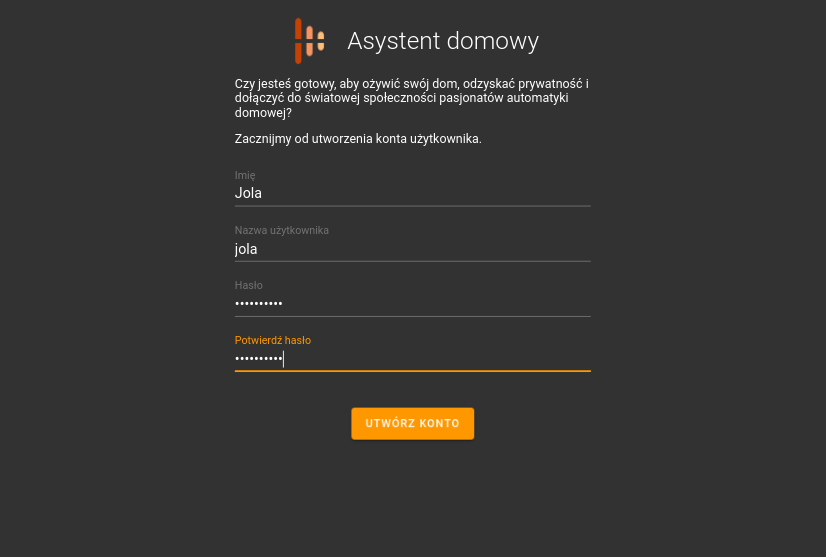 Asystent domowy
Czy jesteś gotowy, aby ożywić swój dom, odzyskać prywatność i
dołączyć do światowej społeczności pasjonatów automatyki
domowej?
Zacznijmy od utworzenia konta użytkownika.
Imię
Jola
Nazwa użytkownika
jola
Hasło
••••••••••
Potwierdź hasło
••••••••••
UTWÓRZ KONTO